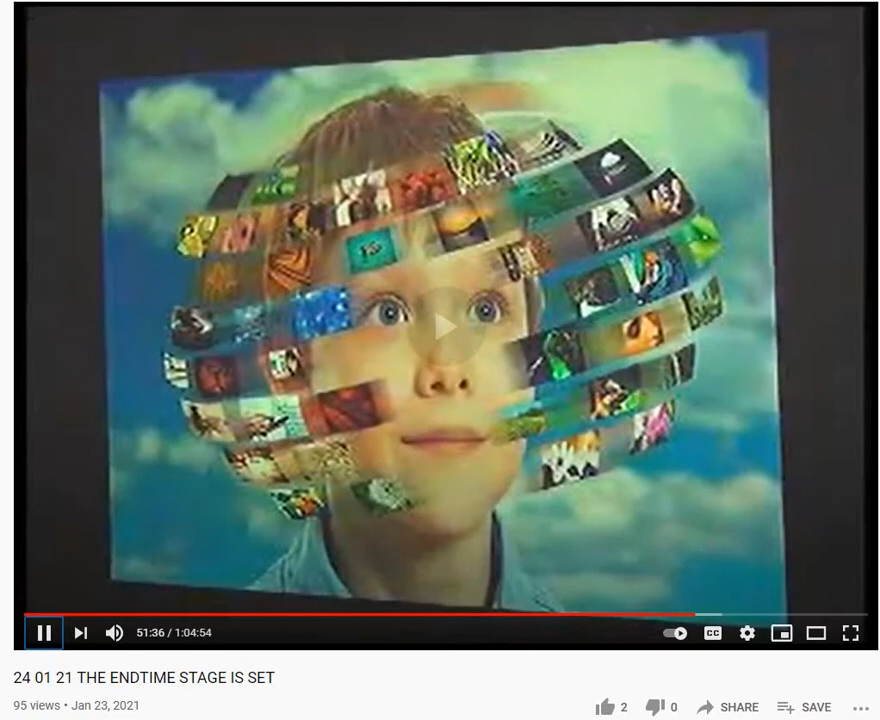 51:36 / 1:04:54
CC
24 01 21 THE ENDTIME STAGE IS SET
95 views • Jan 23, 2021
2 0 SHARE SAVE